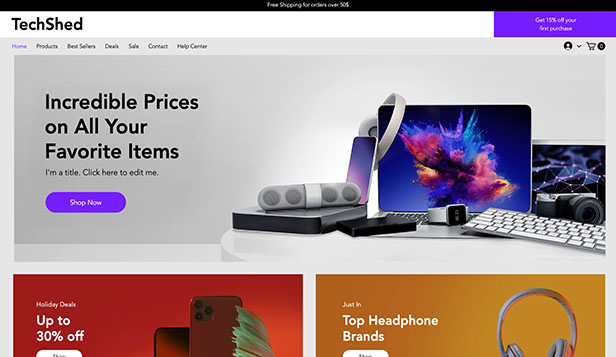 Free Shipping for orders over 50$
TechShed
Get 15% off your
first purchase
Home Products Best Sellers Deals Sale Contact Help Center
0
Incredible Prices
on All Your
Favorite Items
I'm a title. Click here to edit me.
Shop Now
Holiday Deals
Up to
30% off
Shop
Just In
Top Headphone
Brands
Shop